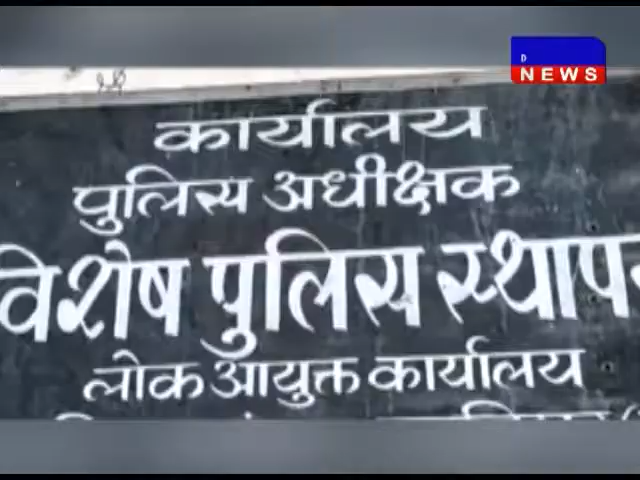 D
NEWS
कार्यालय
पुलिस अधीक्षक
विशेष पुलिस
लोक आयुक्त कार्यालय